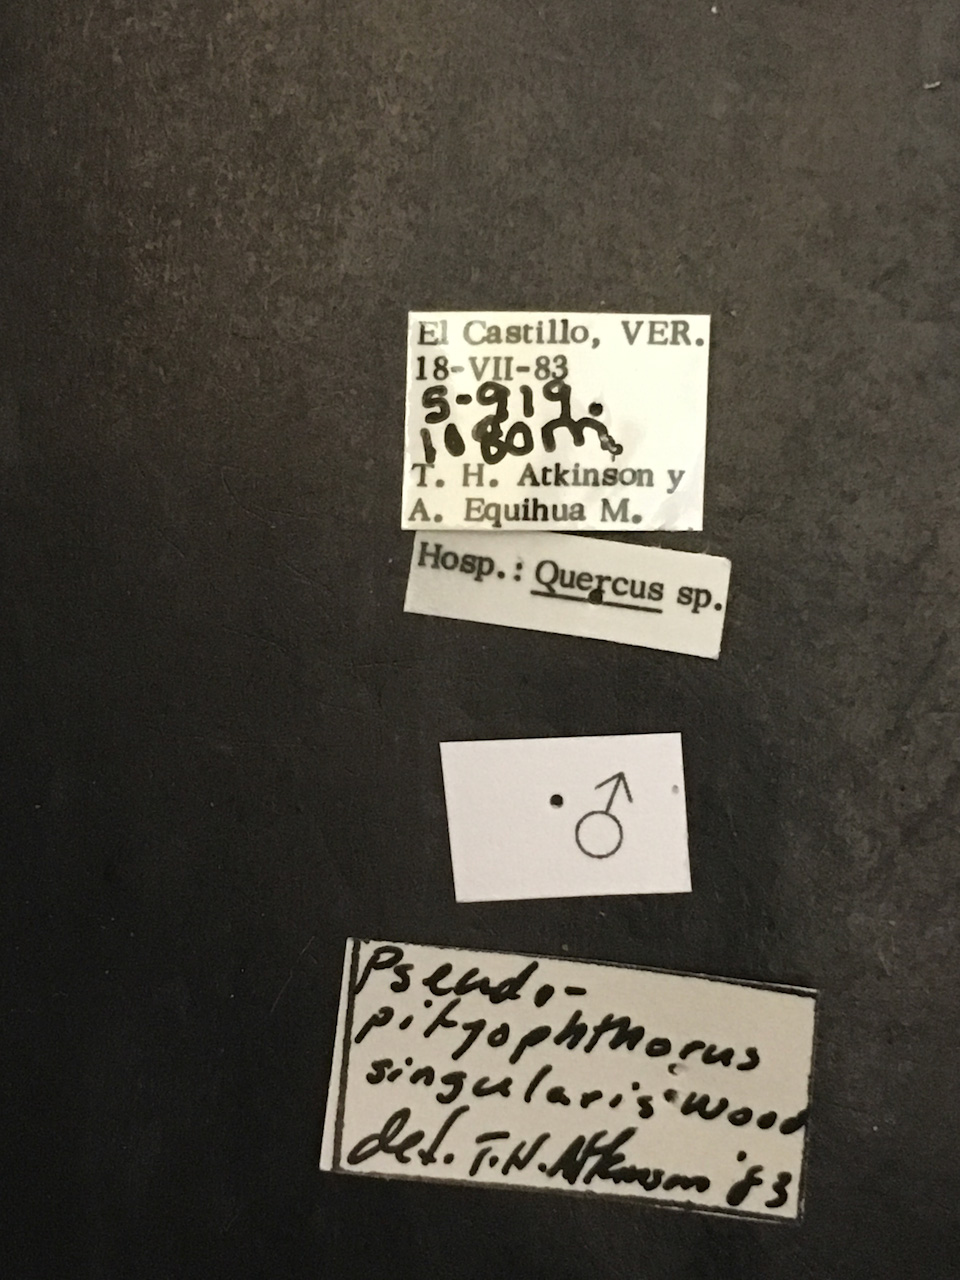 El Castillo, VER.
18-VII-83
S-919.
1180m.
T. H. Atkinson y
A. Equihua M.
Hosp.: Quercus sp.
♂
Pseudo-
pityophthorus
singularis Wood
det. T.H. Atkinson '83